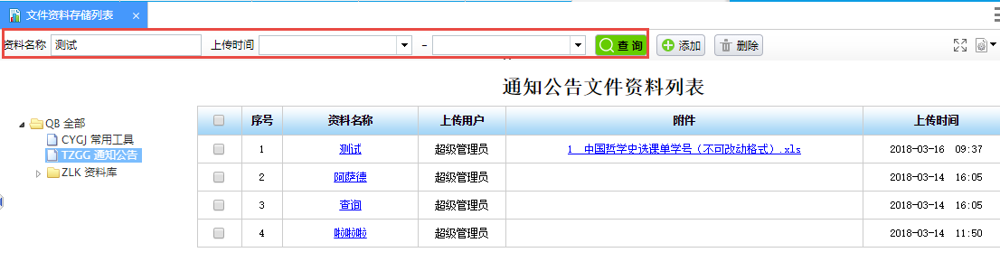 文件资料存储列表 ×
资料名称 测试 上传时间 - 查询 添加 删除
通知公告文件资料列表
QB 全部
CYGJ 常用工具
TZGG 通知公告
ZLK 资料库
序号 资料名称 上传用户 附件 上传时间
1 测试 超级管理员 1 中国哲学史选课单学号（不可改动格式）.xls 2018-03-16 09:37
2 阿萨德 超级管理员 2018-03-14 16:05
3 查询 超级管理员 2018-03-14 16:05
4 啦啦啦 超级管理员 2018-03-14 11:50